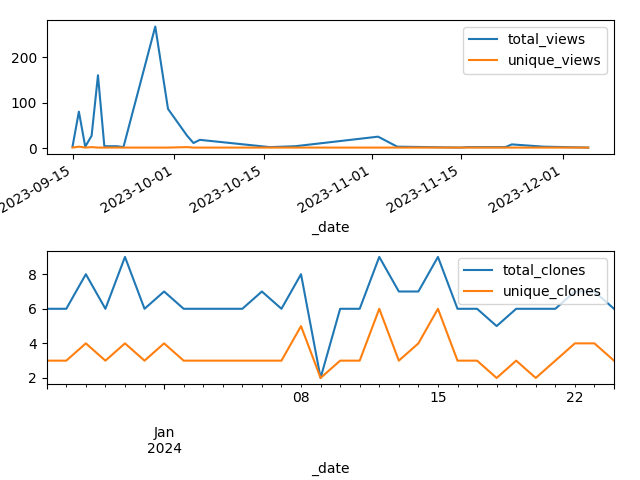 200
100
0
total_views
unique_views
2023-09-15
2023-10-01
2023-10-15
2023-11-01
2023-11-15
2023-12-01
_date
8
6
4
2
total_clones
unique_clones
08
15
22
Jan
2024
_date